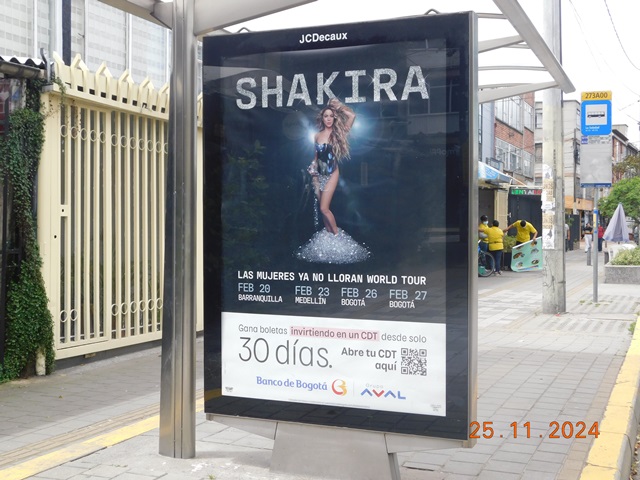 JCDecaux
SHAKIRA
LAS MUJERES YA NO LLORAN WORLD TOUR
FEB 20 FEB 23 FEB 26 FEB 27
BARRANQUILLA MEDELLÍN BOGOTÁ BOGOTÁ
Gana boletas invirtiendo en un CDT desde solo
30 días.
Abre tu CDT
aquí
Banco de Bogotá
Grupo
AVAL
273A00
25.11.2024